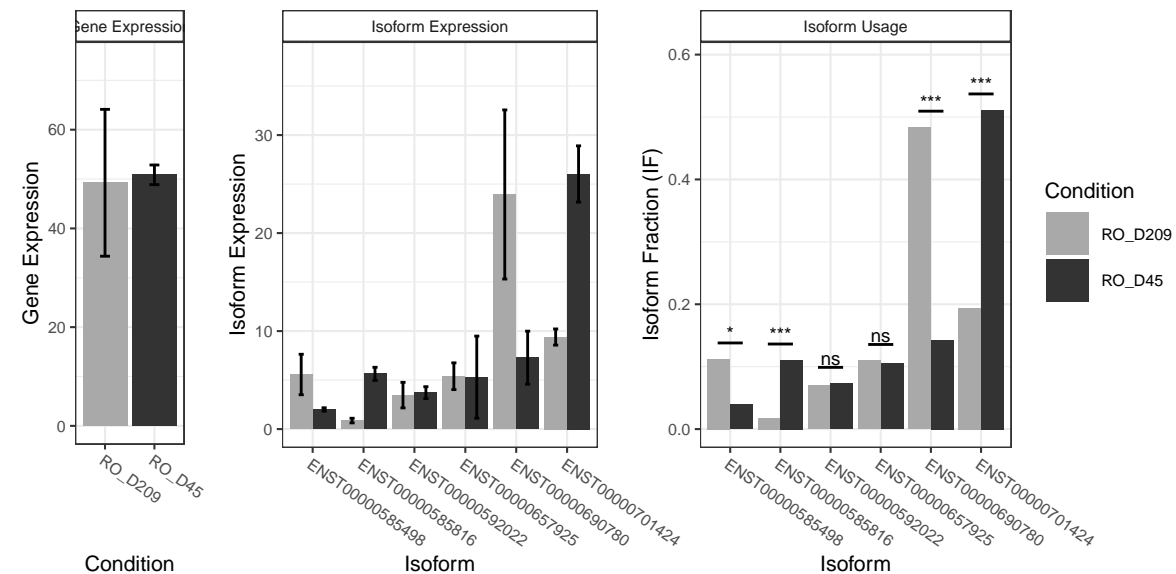 Gene Expression
Gene Expression
60
40
20
0
RO_D209
RO_D45
Condition
Isoform Expression
Isoform Expression
30
20
10
0
ENST00000585498
ENST00000585816
ENST00000592022
ENST00000657925
ENST00000690780
ENST00000701424
Isoform
Isoform Usage
Isoform Fraction (IF)
0.6
0.4
0.2
0.0
*
***
ns
ns
***
***
ENST00000585498
ENST00000585816
ENST00000592022
ENST00000657925
ENST00000690780
ENST00000701424
Isoform
Condition
RO_D209
RO_D45